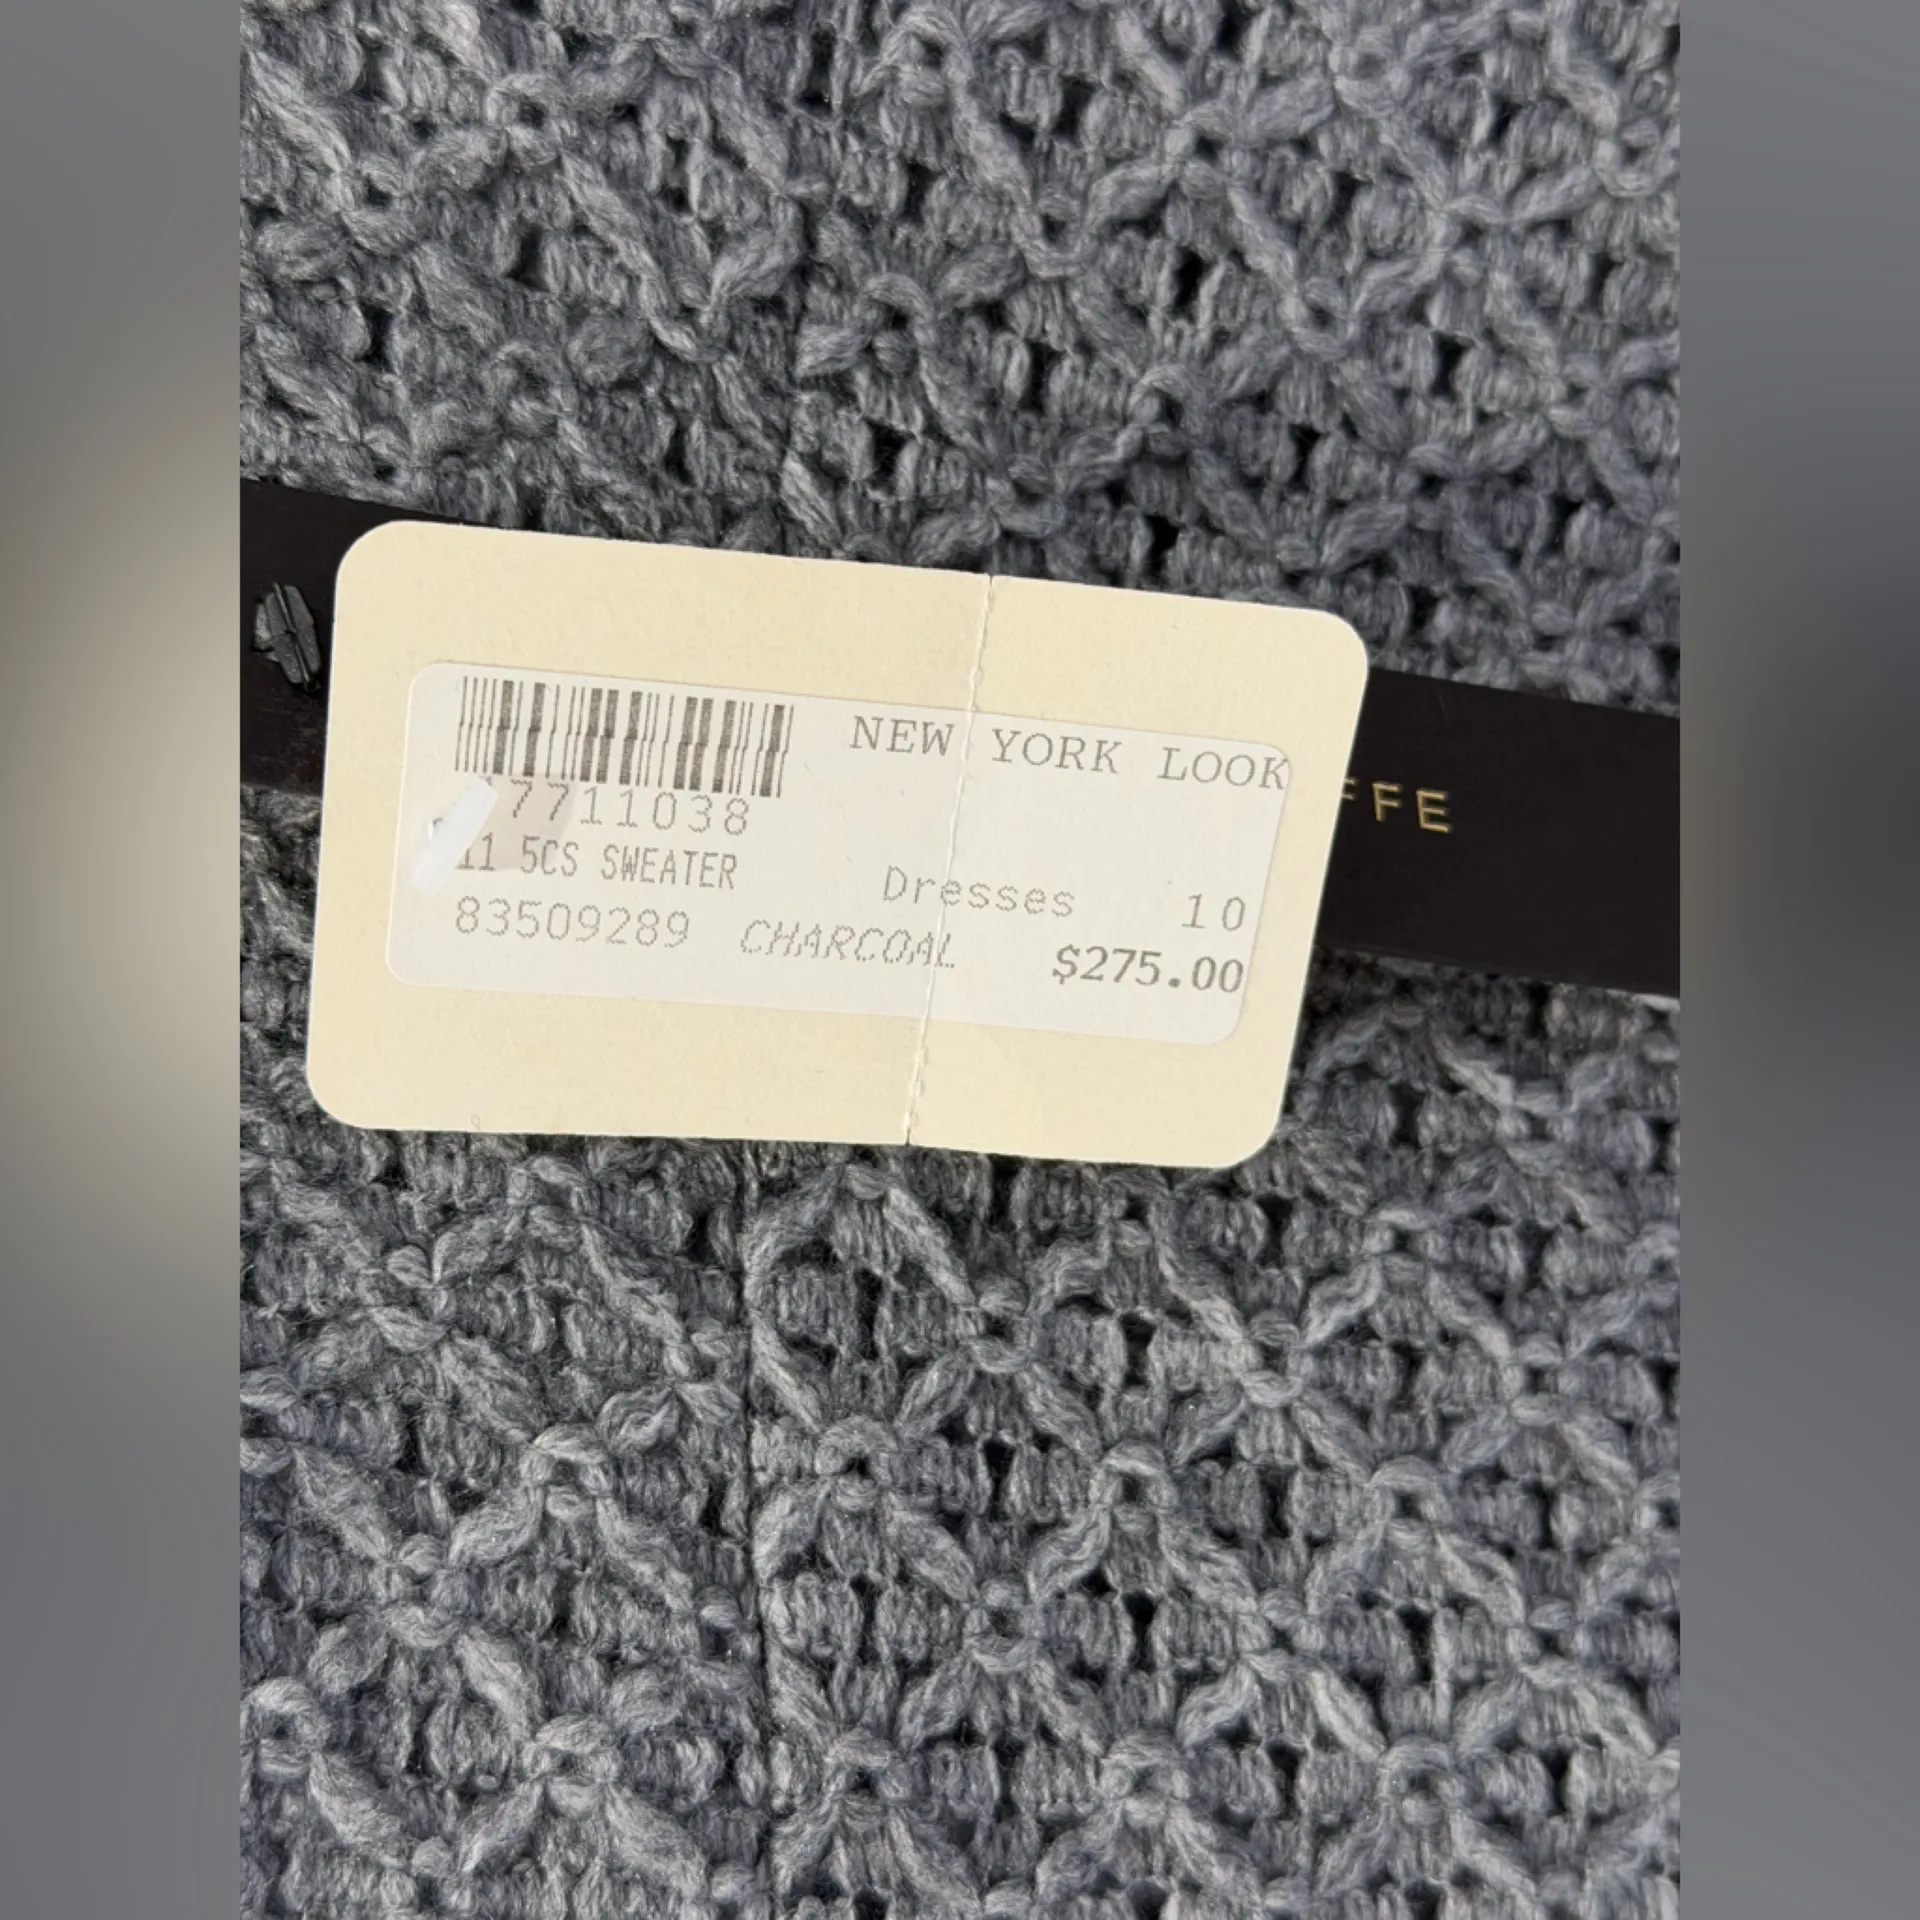 NEW YORK LOOK
7711038
11 5CS SWEATER
Dresses 10
83509289 CHARCOAL
$275.00
FFE